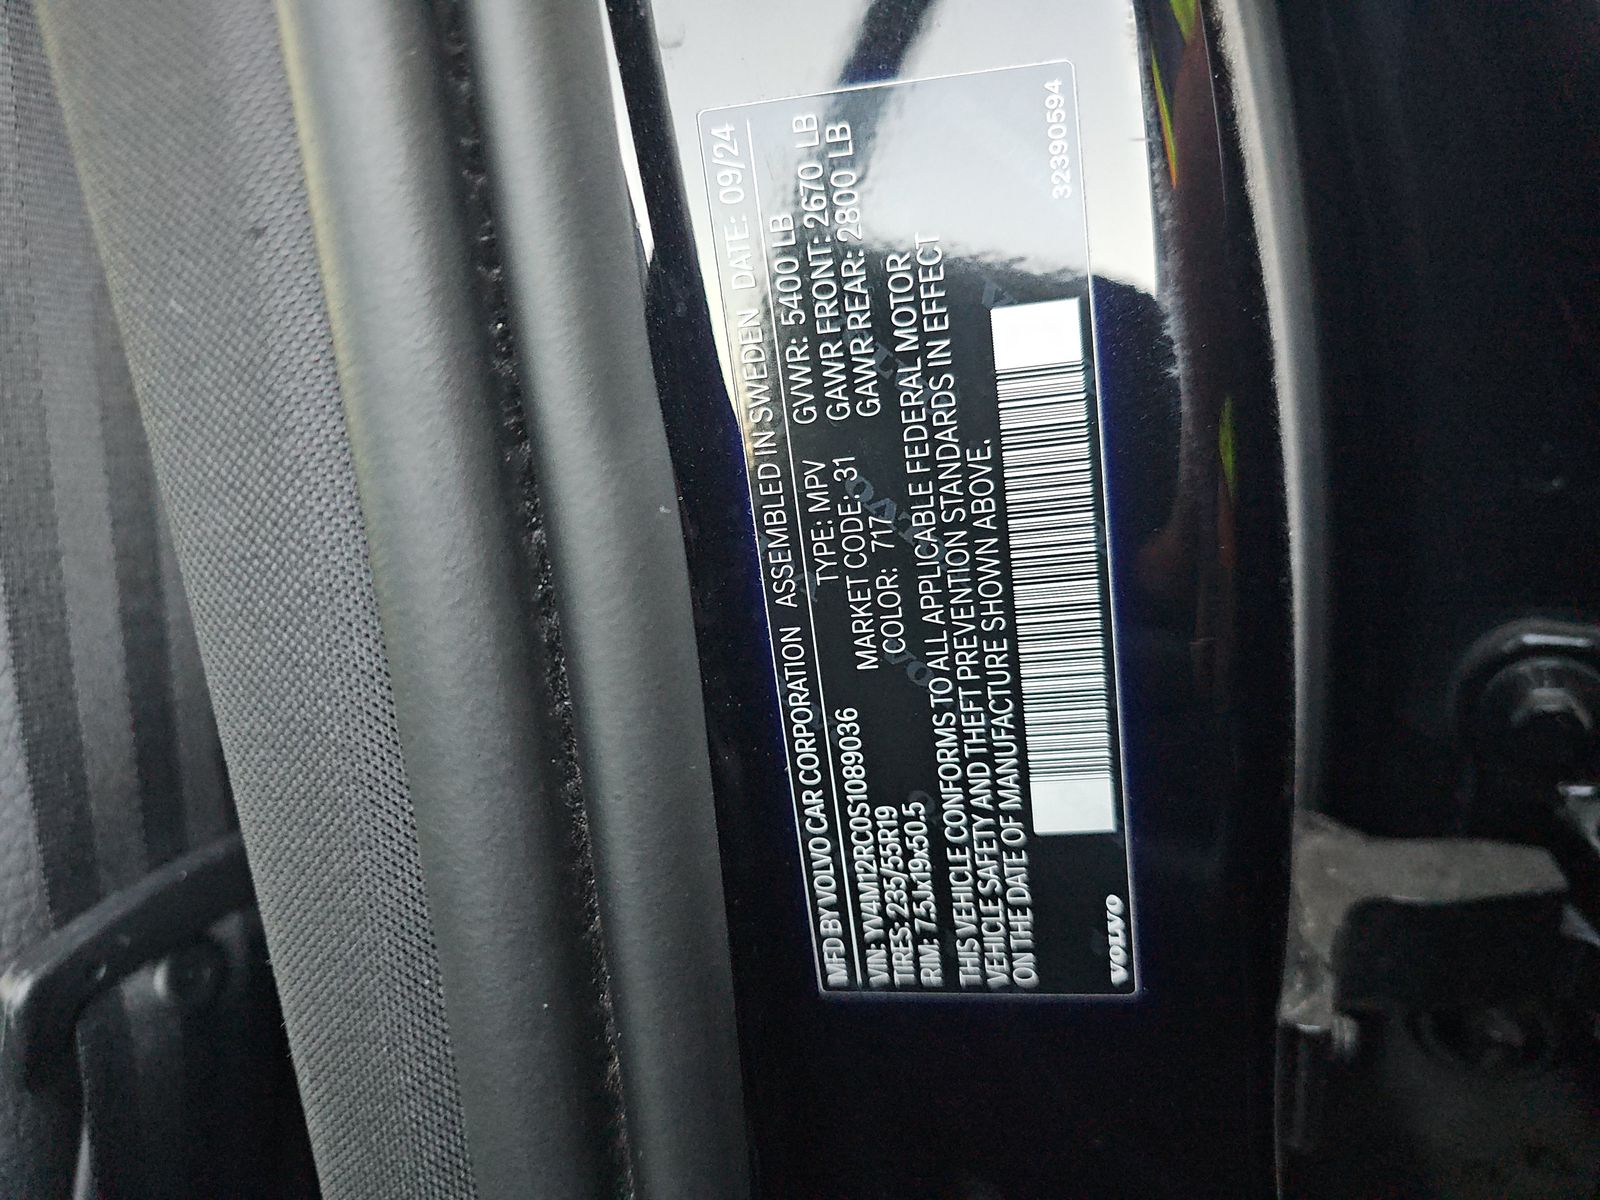 MFD BY VOLVO CAR CORPORATION ASSEMBLED IN SWEDEN DATE: 09/24
VIN: YV4M12RC0S1089036 TYPE: MPV GVWR: 5400 LB
TIRES: 235/55R19 MARKET CODE: 31 GAWR FRONT: 2670 LB
RIM: 7.5Jx19x50.5 COLOR: 717 GAWR REAR: 2800 LB
THIS VEHICLE CONFORMS TO ALL APPLICABLE FEDERAL MOTOR
VEHICLE SAFETY AND THEFT PREVENTION STANDARDS IN EFFECT
ON THE DATE OF MANUFACTURE SHOWN ABOVE.
VOLVO 32390594